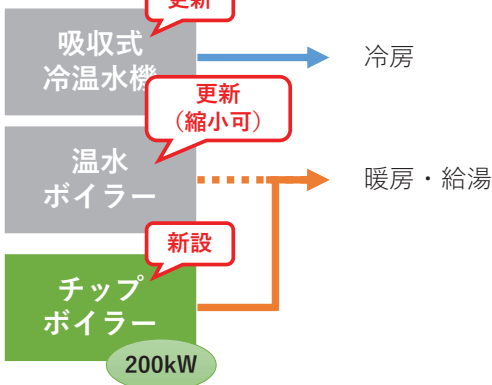 更新
吸収式
冷温水機
冷房
更新
（縮小可）
温水
ボイラー
暖房・給湯
新設
チップ
ボイラー
200kW